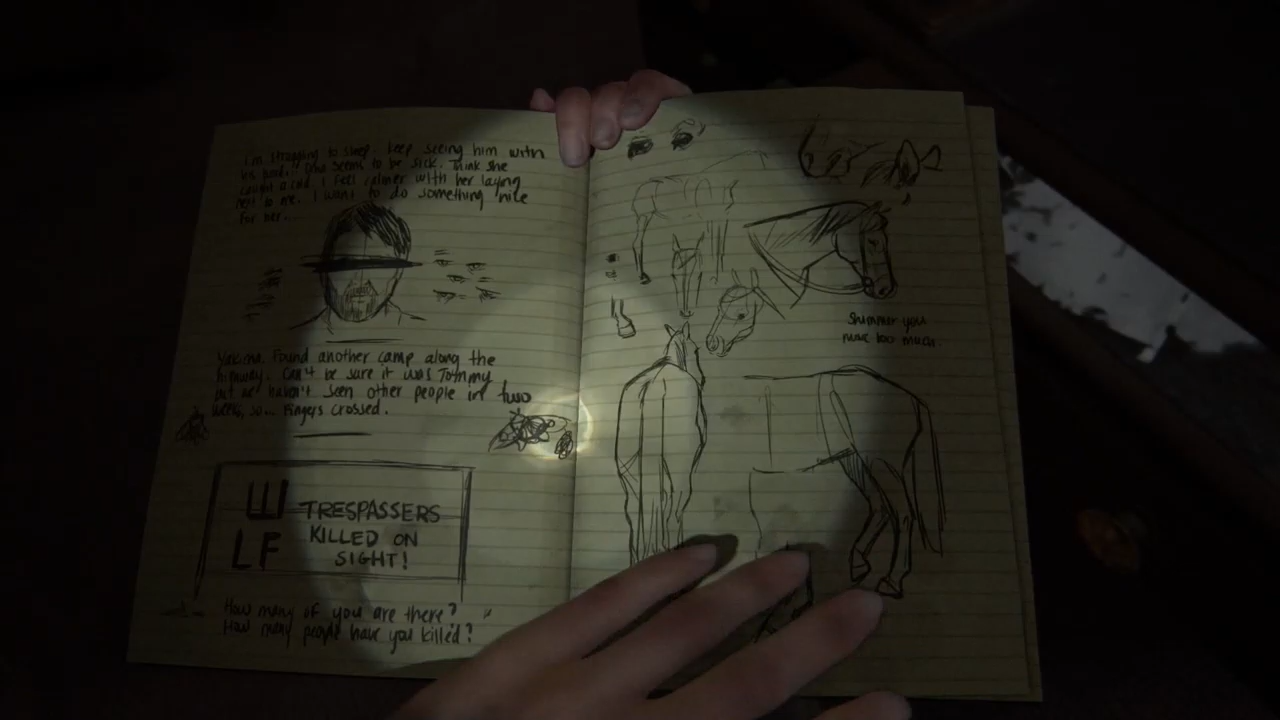 I'm struggling to sleep. Keep seeing him with
his Dina seems to be sick. Think she
caught a cold. I feel calmer with her laying
next to me. I want to do something nice
for her.
Yakima. Found another camp along the
highway. Can't be sure it was Tommy
but we haven't seen other people in two
weeks, so... Fingers crossed.
W
LF
TRESPASSERS
KILLED ON
SIGHT!
How many of you are there?
How many people have you killed?
Shimmer you
move too much.